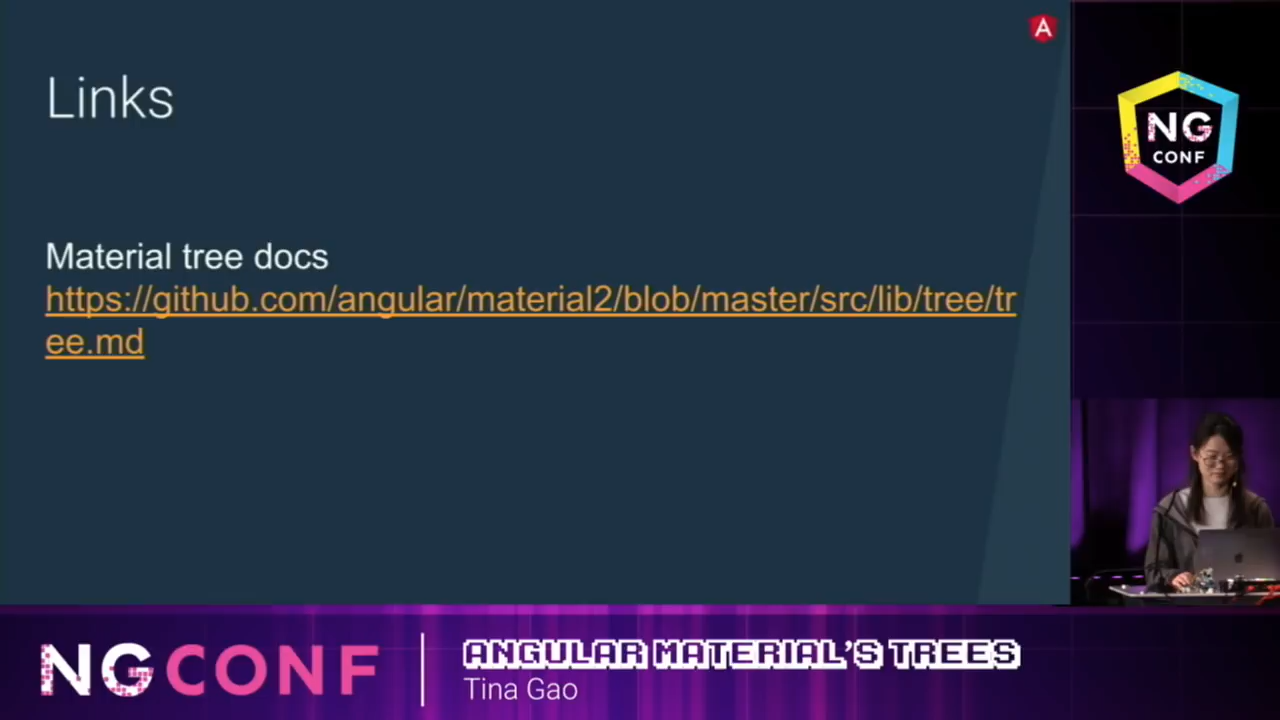 Links
Material tree docs
https://github.com/angular/material2/blob/master/src/lib/tree/tr
ee.md
A
NG
CONF
NGCONF
ANGULAR MATERIAL'S TREES
Tina Gao